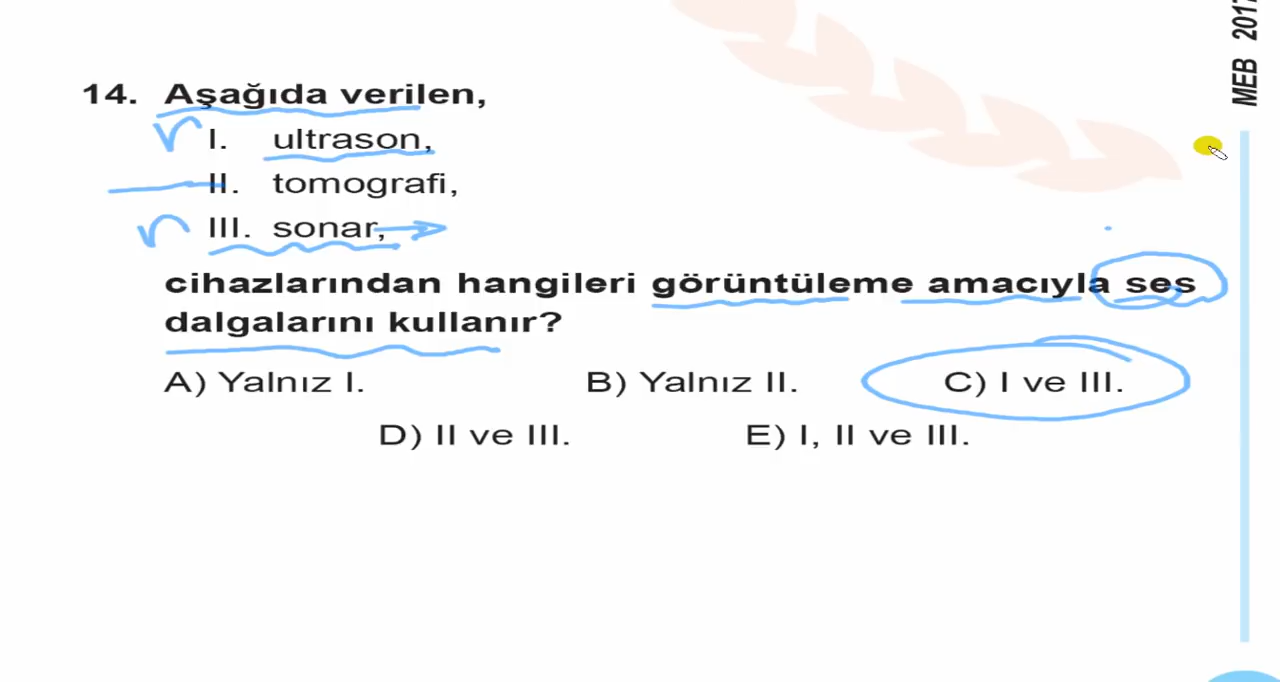 MEB 2017
14. Aşağıda verilen,
I. ultrason,
II. tomografi,
III. sonar,
cihazlarından hangileri görüntüleme amacıyla ses
dalgalarını kullanır?
A) Yalnız I.
B) Yalnız II.
C) I ve III.
D) II ve III.
E) I, II ve III.